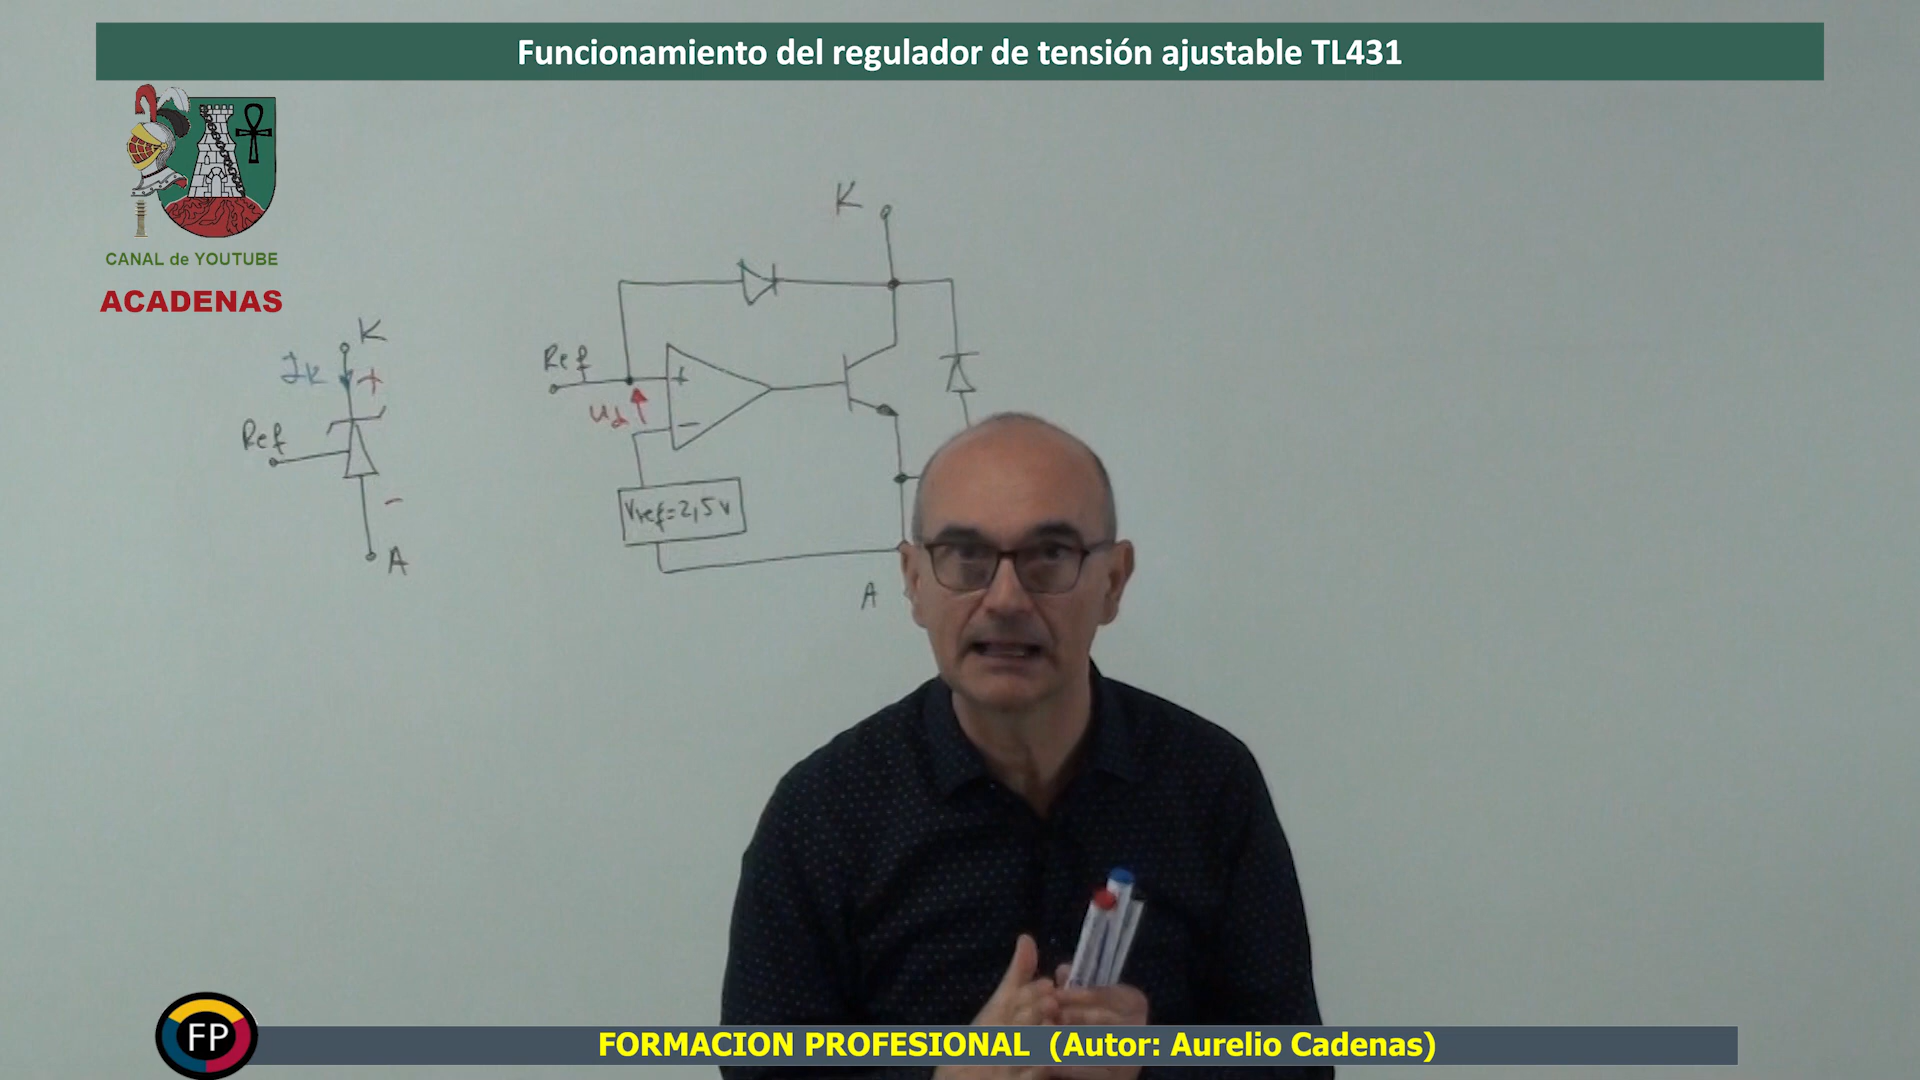 Funcionamiento del regulador de tensión ajustable TL431
CANAL de YOUTUBE
ACADENAS
K
Ik
+
Ref
-
A
K
Ref
+
ud
-
Vref=2,5V
A
FP
FORMACION PROFESIONAL (Autor: Aurelio Cadenas)